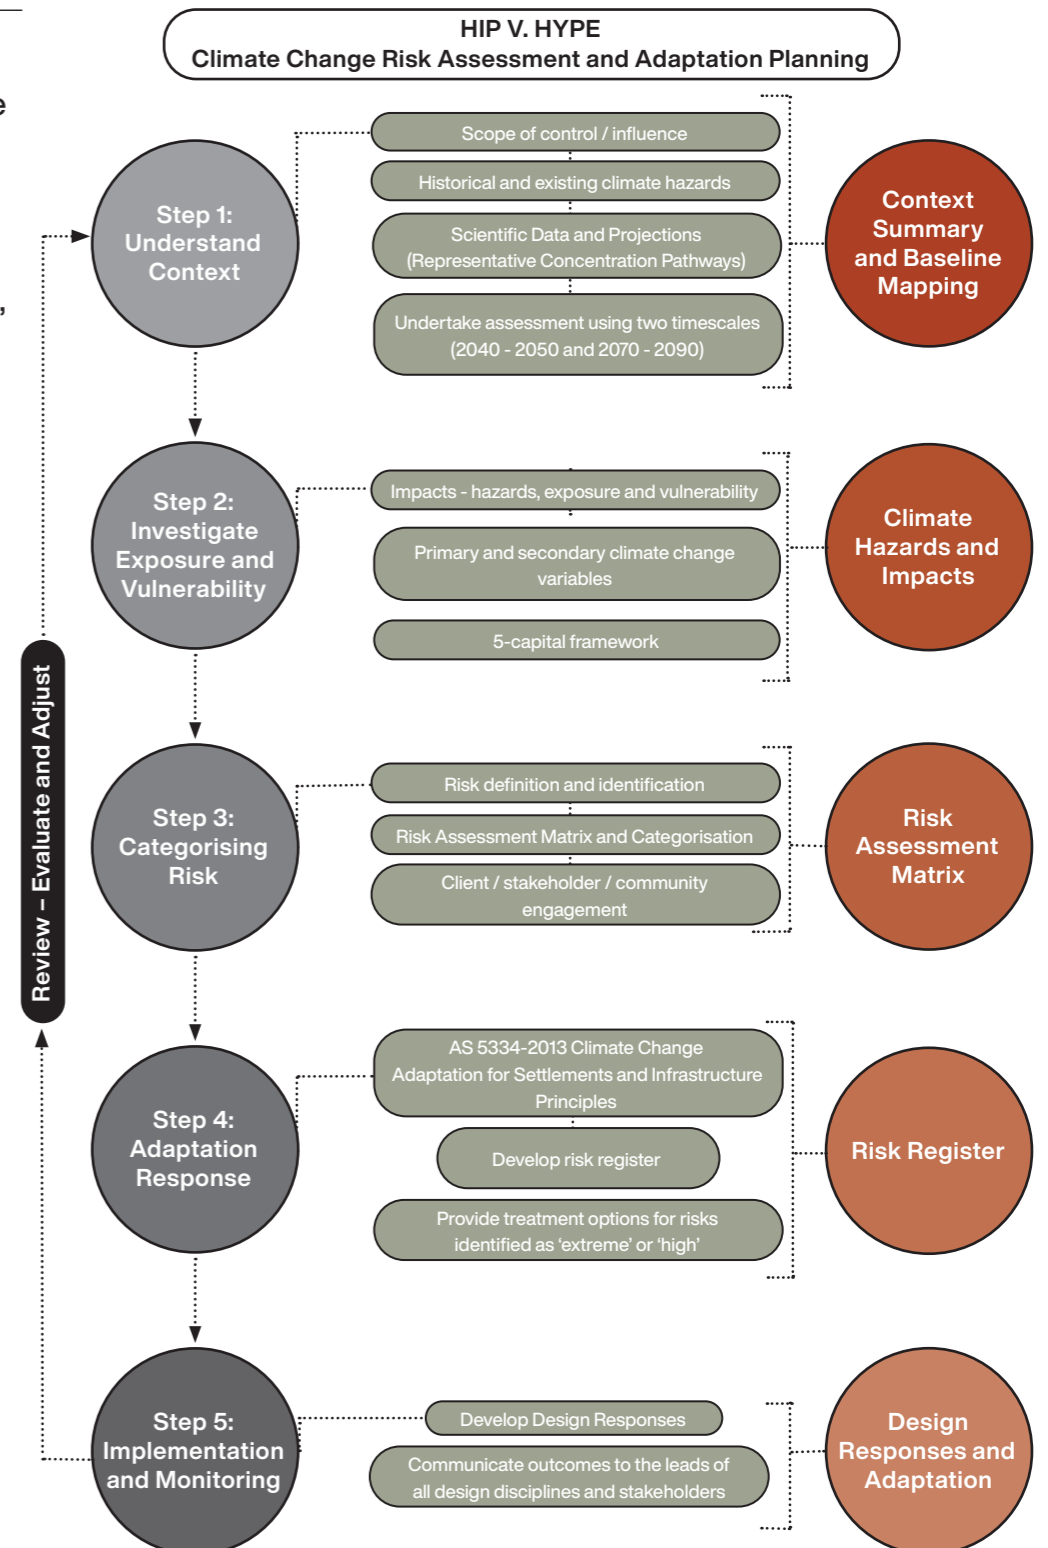 HIP V. HYPE
Climate Change Risk Assessment and Adaptation Planning
e
,
Step 1:
Understand
Context
Scope of control / influence
Historical and existing climate hazards
Scientific Data and Projections
(Representative Concentration Pathways)
Undertake assessment using two timescales
(2040 - 2050 and 2070 - 2090)
Context
Summary
and Baseline
Mapping
Step 2:
Investigate
Exposure and
Vulnerability
Impacts - hazards, exposure and vulnerability
Primary and secondary climate change
variables
5-capital framework
Climate
Hazards and
Impacts
Review – Evaluate and Adjust
Step 3:
Categorising
Risk
Risk definition and identification
Risk Assessment Matrix and Categorisation
Client / stakeholder / community
engagement
Risk
Assessment
Matrix
Step 4:
Adaptation
Response
AS 5334-2013 Climate Change
Adaptation for Settlements and Infrastructure
Principles
Develop risk register
Provide treatment options for risks
identified as ‘extreme’ or ‘high’
Risk Register
Step 5:
Implementation
and Monitoring
Develop Design Responses
Communicate outcomes to the leads of
all design disciplines and stakeholders
Design
Responses and
Adaptation